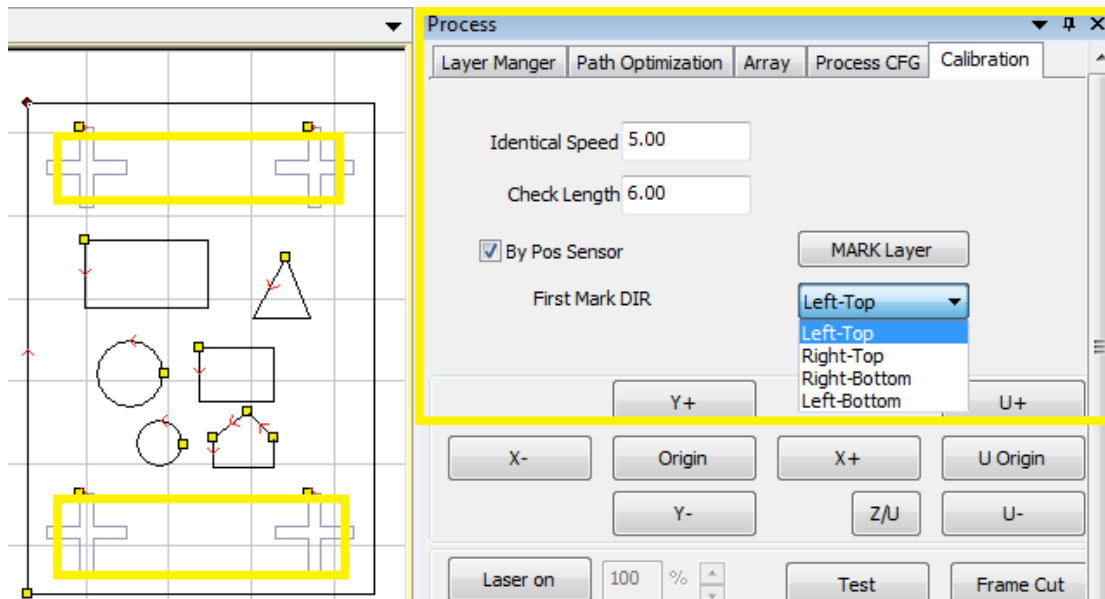 Process
Layer Manger Path Optimization Array Process CFG Calibration
Identical Speed 5.00
Check Length 6.00
By Pos Sensor MARK Layer
First Mark DIR Left-Top
Left-Top
Right-Top
Right-Bottom
Left-Bottom
Y+ U+
X- Origin X+ U Origin
Y- Z/U U-
Laser on 100 % Test Frame Cut